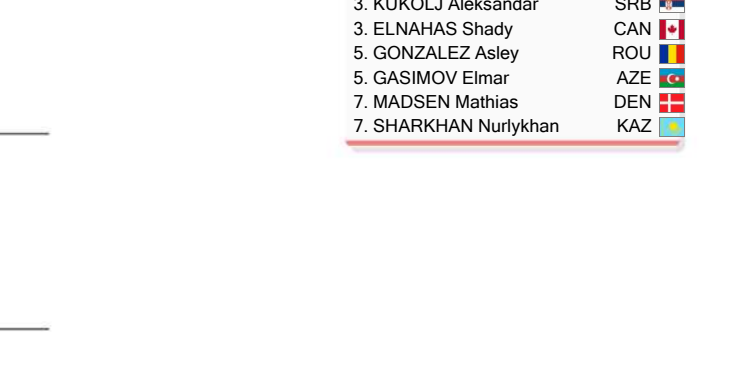 3. KUKOLJ Aleksandar SRB
3. ELNAHAS Shady CAN
5. GONZALEZ Asley ROU
5. GASIMOV Elmar AZE
7. MADSEN Mathias DEN
7. SHARKHAN Nurlykhan KAZ